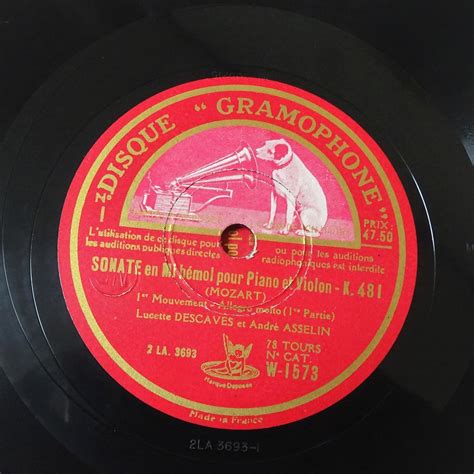 DISQUE "GRAMOPHONE"
PRIX:
47.50
L'utilisation de ce disque pour
les auditions publiques directes
ou pour les auditions
radiophoniques est interdite
SONATE en MI bémol pour Piano et Violon - K. 481
(MOZART)
1er Mouvement - Allegro molto (1re Partie)
Lucette DESCAVES et André ASSELIN
2 LA. 3693
78 TOURS
N° CAT.
W-1573
Marque Déposée
Made in France
2LA 3693-1